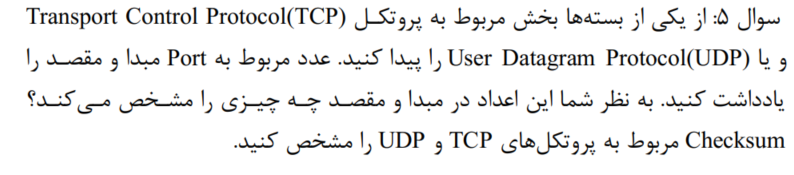 سوال ۵: از یکی از بسته‌ها بخش مربوط به پروتکل Transport Control Protocol(TCP)
و یا User Datagram Protocol(UDP) را پیدا کنید. عدد مربوط به Port مبدا و مقصد را
یادداشت کنید. به نظر شما این اعداد در مبدا و مقصد چه چیزی را مشخص می‌کند؟
Checksum مربوط به پروتکل‌های TCP و UDP را مشخص کنید.